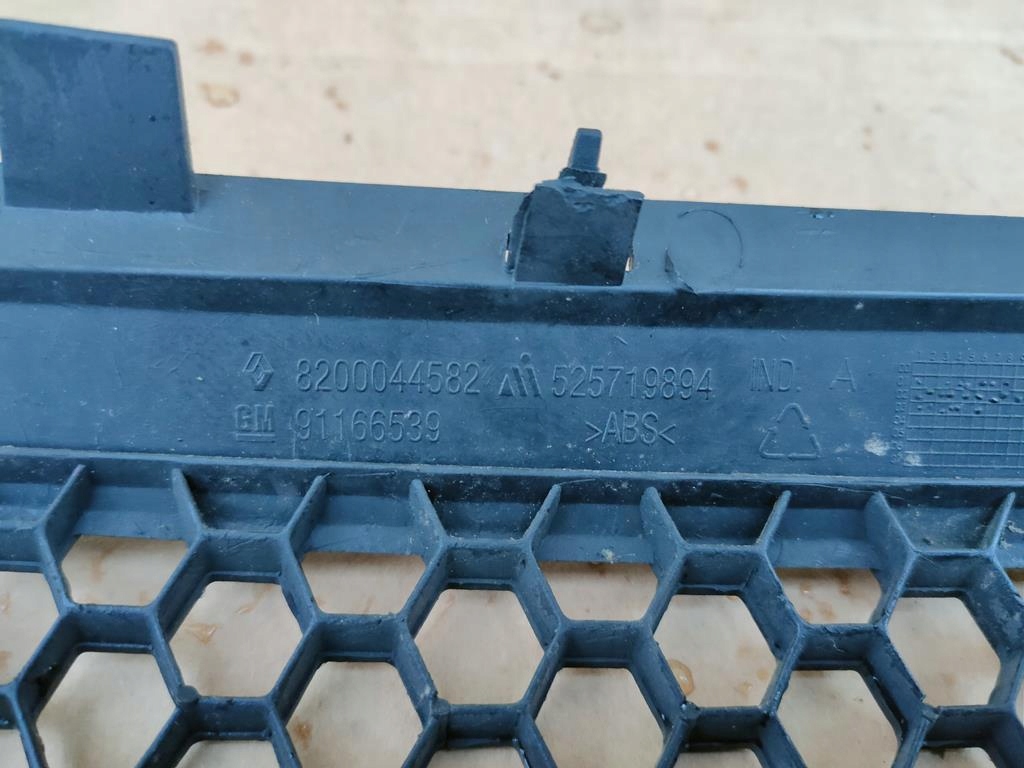 8200044582 525719894 IND. A
GM 91166539 >ABS<